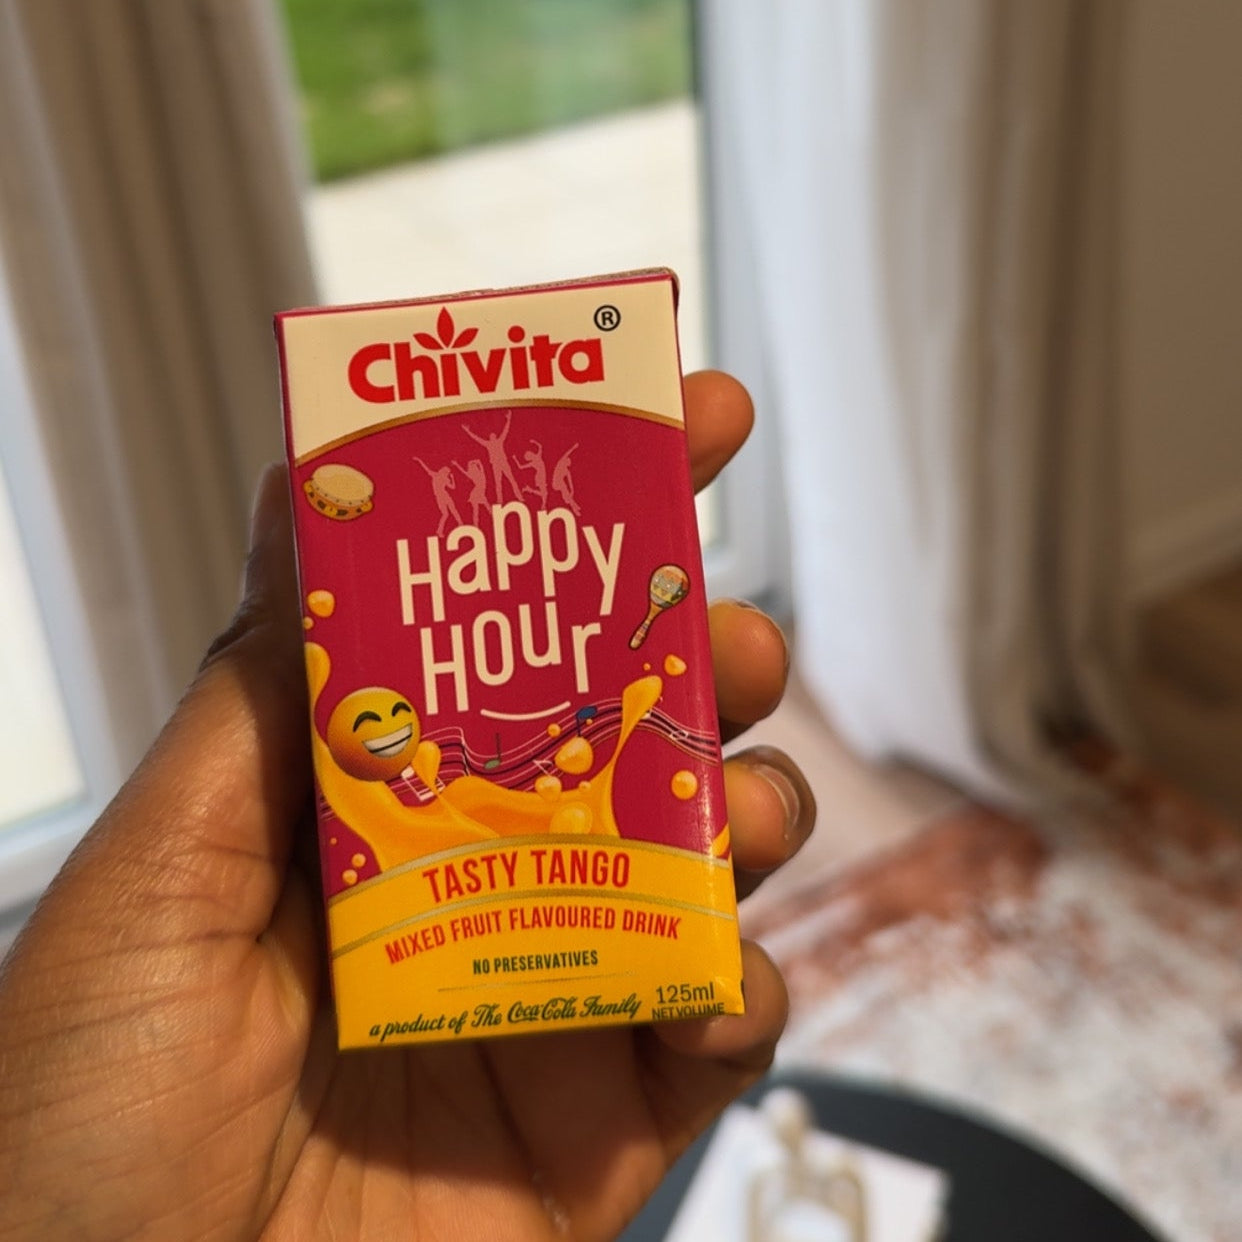 Chivita®
Happy
Hour
TASTY TANGO
MIXED FRUIT FLAVOURED DRINK
NO PRESERVATIVES
a product of The Coca-Cola Family
125ml
NET VOLUME